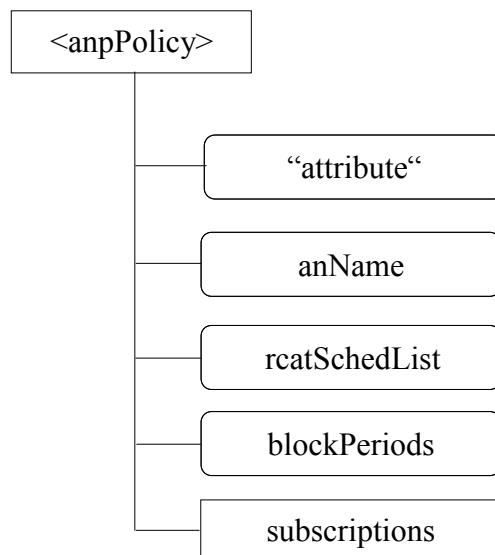 <anpPolicy>
“attribute“
anName
rcatSchedList
blockPeriods
subscriptions